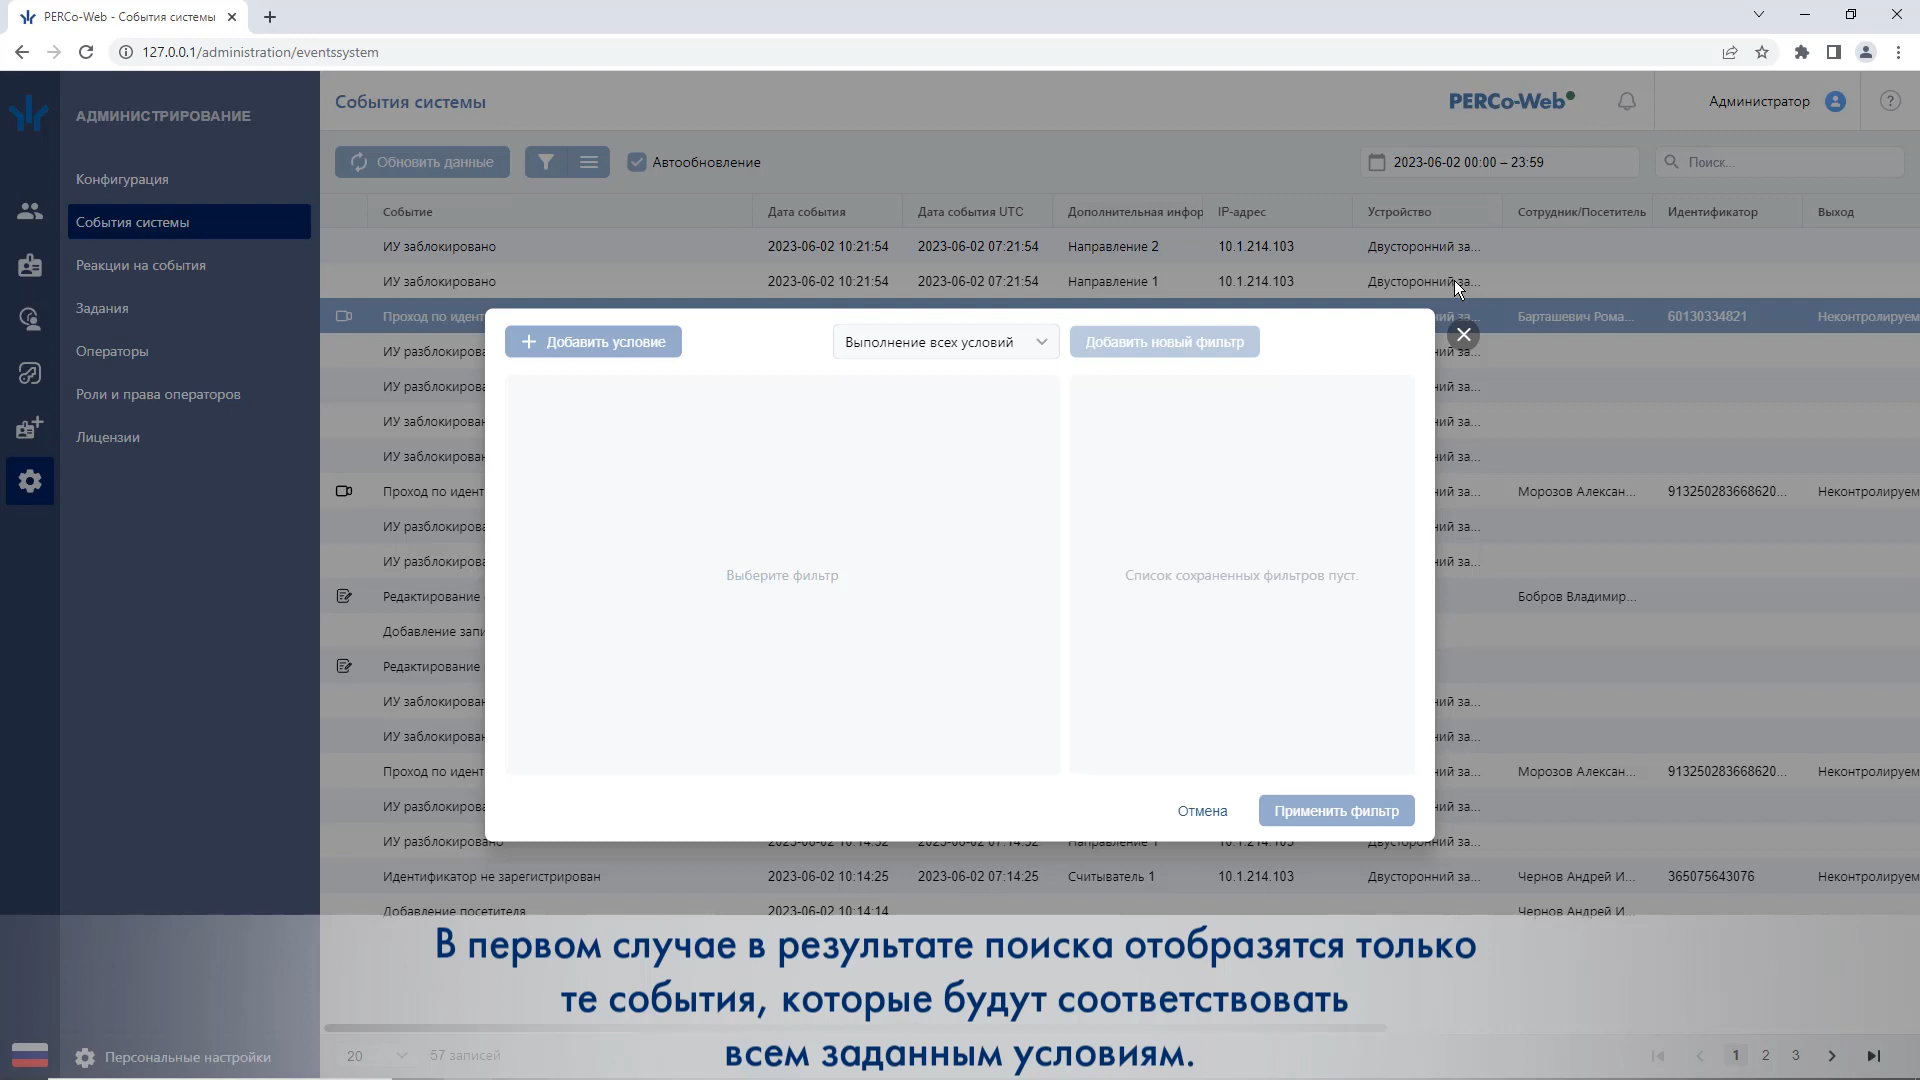 PERCo-Web - События системы
127.0.0.1/administration/eventssystem
АДМИНИСТРИРОВАНИЕ
Конфигурация
События системы
Реакции на события
Задания
Операторы
Роли и права операторов
Лицензии
Персональные настройки
События системы
PERCo-Web
Администратор
?
Обновить данные
Автообновление
2023-06-02 00:00 – 23:59
Поиск...
Событие Дата события Дата события UTC Дополнительная инфор IP-адрес Устройство Сотрудник/Посетитель Идентификатор Выход
ИУ заблокировано 2023-06-02 10:21:54 2023-06-02 07:21:54 Направление 2 10.1.214.103 Двусторонний за...
ИУ заблокировано 2023-06-02 10:21:54 2023-06-02 07:21:54 Направление 1 10.1.214.103 Двусторонний за...
Проход по идент ний за... Барташевич Рома... 60130334821 Неконтролируем
ИУ разблокирова ний за...
ИУ разблокирова ний за...
ИУ заблокирован ний за...
ИУ заблокирован ний за...
Проход по идент ний за... Морозов Алексан... 913250283668620... Неконтролируем
ИУ разблокирова ний за...
ИУ разблокирова ний за...
Редактирование Бобров Владимир...
Добавление запи
Редактирование
ИУ заблокирован ний за...
ИУ заблокирован ний за...
Проход по идент ний за... Морозов Алексан... 913250283668620... Неконтролируем
ИУ разблокирова ний за...
ИУ разблокировано 2023-06-02 10:14:32 2023-06-02 07:14:32 Направление 1 10.1.214.103 Двусторонний за...
Идентификатор не зарегистрирован 2023-06-02 10:14:25 2023-06-02 07:14:25 Считыватель 1 10.1.214.103 Двусторонний за... Чернов Андрей И... 365075643076 Неконтролируем
Добавление посетителя 2023-06-02 10:14:14 Чернов Андрей И...
Добавить условие
Выполнение всех условий
Добавить новый фильтр
Выберите фильтр
Список сохраненных фильтров пуст.
Отмена
Применить фильтр
В первом случае в результате поиска отобразятся только
те события, которые будут соответствовать
всем заданным условиям.
20
57 записей
1 2 3